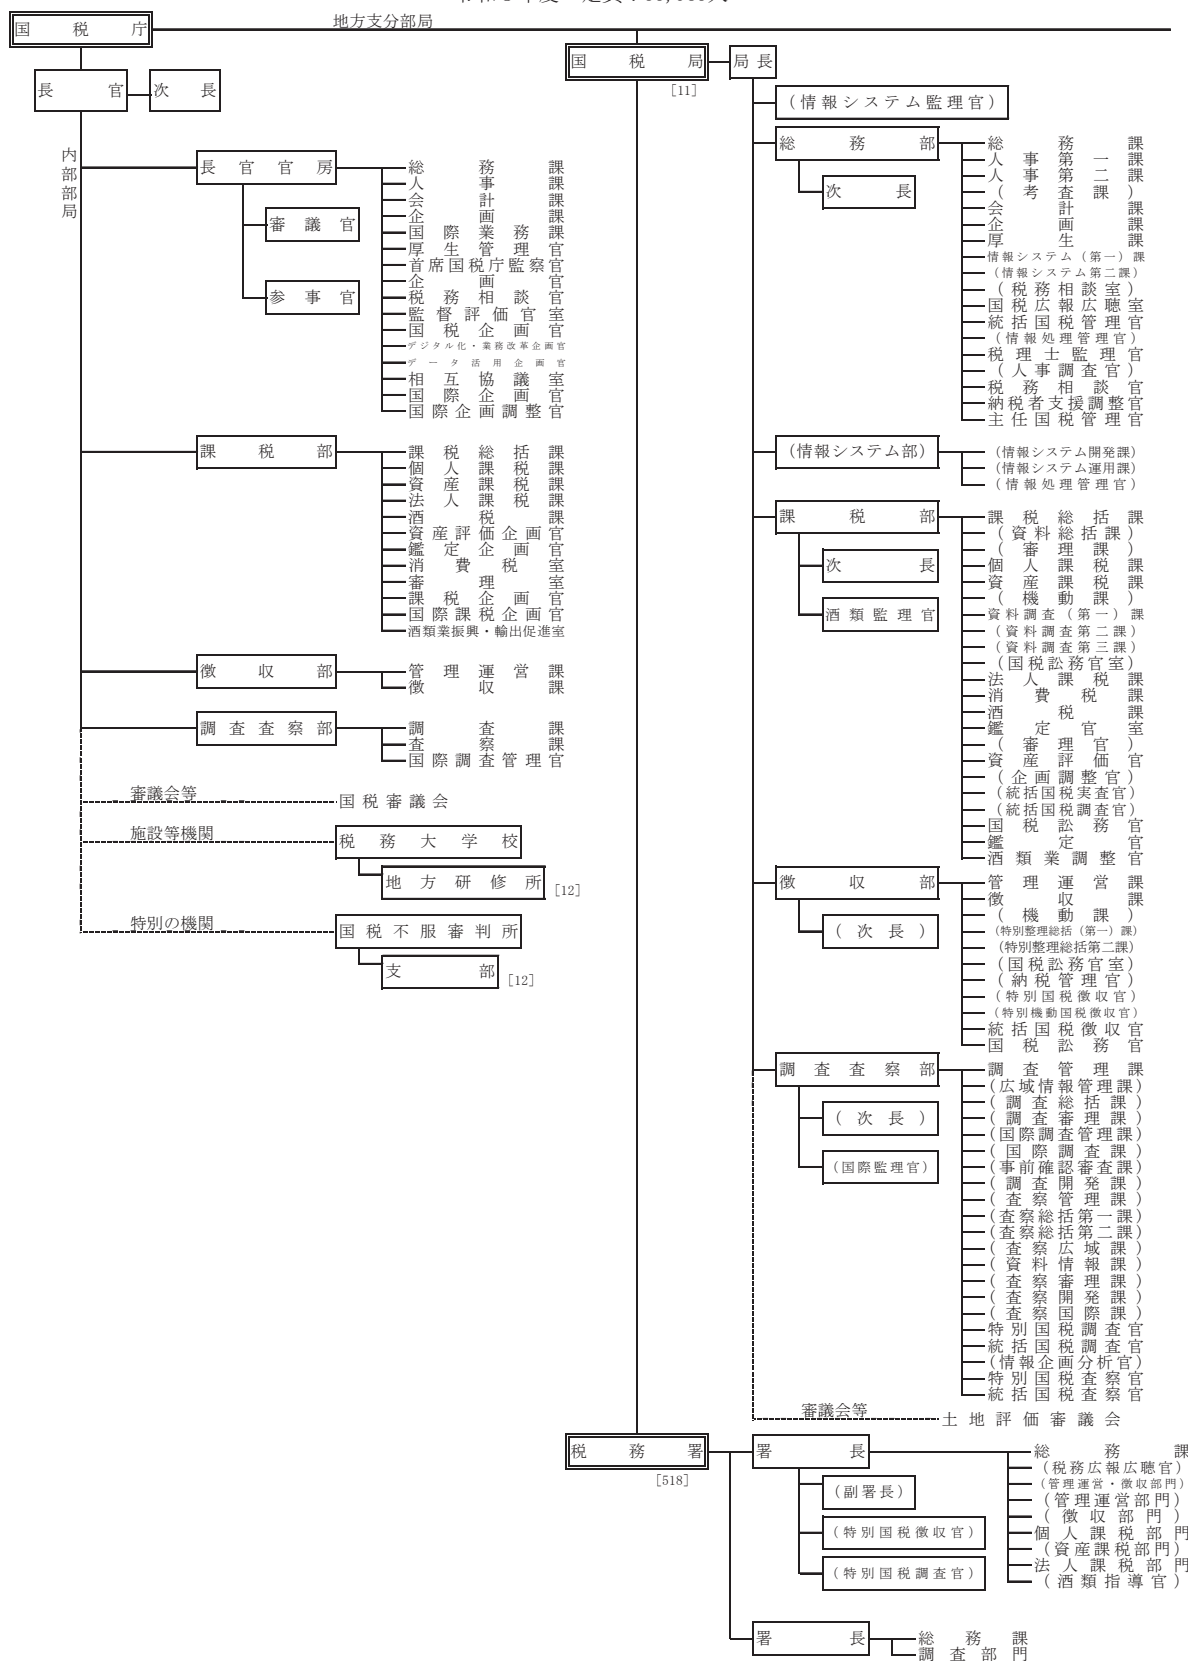 国税庁
地方支分部局
長官
次長
内部部局
長官官房
審議官
参事官
総務課
人事課
会計課
企画課
国際業務課
厚生管理官
首席国税庁監察官
企画官
税務相談官
監督評価官室
国税企画官
デジタル化・業務改革企画官
データ活用企画官
相互協議室
国際企画官
国際企画調整官
課税部
課税総括課
個人課税課
資産課税課
法人課税課
酒税課
資産評価企画官
鑑定企画官
消費税室
審理室
課税企画官
国際課税企画官
酒類業振興・輸出促進室
徴収部
管理運営課
徴収課
調査査察部
調査課
査察課
国際調査管理官
審議会等
国税審議会
施設等機関
税務大学校
地方研修所
[12]
特別の機関
国税不服審判所
支部
[12]
国税局
[11]
局長
(情報システム監理官)
総務部
次長
総務課
人事第一課
人事第二課
(考査課)
会計課
企画課
厚生課
情報システム(第一)課
(情報システム第二課)
(税務相談室)
国税広報広聴室
統括国税管理官
(情報処理管理官)
税理士監理官
(人事調査官)
税務相談官
納税者支援調整官
主任国税管理官
(情報システム部)
(情報システム開発課)
(情報システム運用課)
(情報処理管理官)
課税部
次長
酒類監理官
課税総括課
(資料総括課)
(審理課)
個人課税課
資産課税課
(機動課)
資料調査(第一)課
(資料調査第二課)
(資料調査第三課)
(国税訟務官室)
法人課税課
消費税課
酒税課
鑑定官室
(審理官)
資産評価官
(企画調整官)
(統括国税実査官)
(統括国税調査官)
国税訟務官
鑑定官
酒類業調整官
徴収部
(次長)
管理運営課
徴収課
(機動課)
(特別整理総括(第一)課)
(特別整理総括第二課)
(国税訟務官室)
(納税管理官)
(特別国税徴収官)
(特別機動国税徴収官)
統括国税徴収官
国税訟務官
調査査察部
(次長)
(国際監理官)
調査管理課
(広域情報管理課)
(調査総括課)
(調査審理課)
(国際調査管理課)
(国際調査課)
(事前確認審査課)
(調査開発課)
(査察管理課)
(査察総括第一課)
(査察総括第二課)
(査察広域課)
(資料情報課)
(査察審理課)
(査察開発課)
(査察国際課)
特別国税調査官
統括国税調査官
(情報企画分析官)
特別国税査察官
統括国税査察官
審議会等
土地評価審議会
税務署
[518]
署長
(副署長)
(特別国税徴収官)
(特別国税調査官)
総務課
(税務広報広聴官)
(管理運営・徴収部門)
(管理運営部門)
(徴収部門)
個人課税部門
(資産課税部門)
法人課税部門
(酒類指導官)
署長
総務課
調査部門